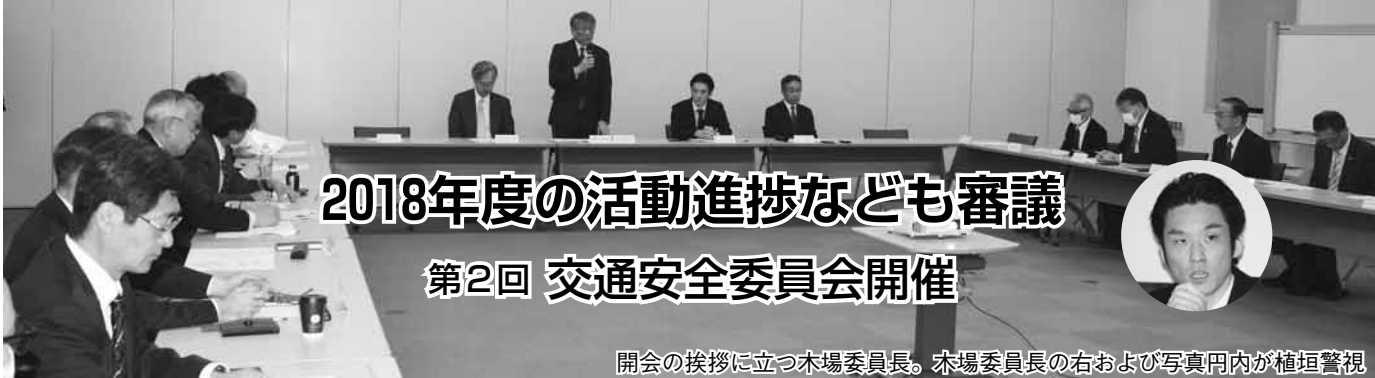 2018年度の活動進捗なども審議
第2回 交通安全委員会開催
開会の挨拶に立つ木場委員長。木場委員長の右および写真円内が植垣警視